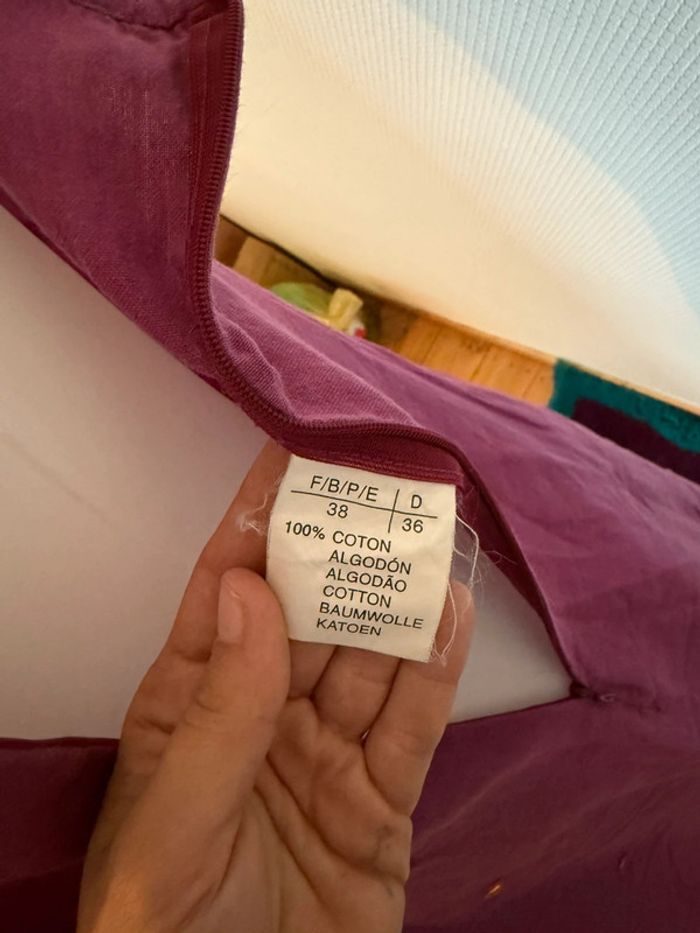 F/B/P/E | D
38 | 36
100% COTON
ALGODÓN
ALGODÃO
COTTON
BAUMWOLLE
KATOEN